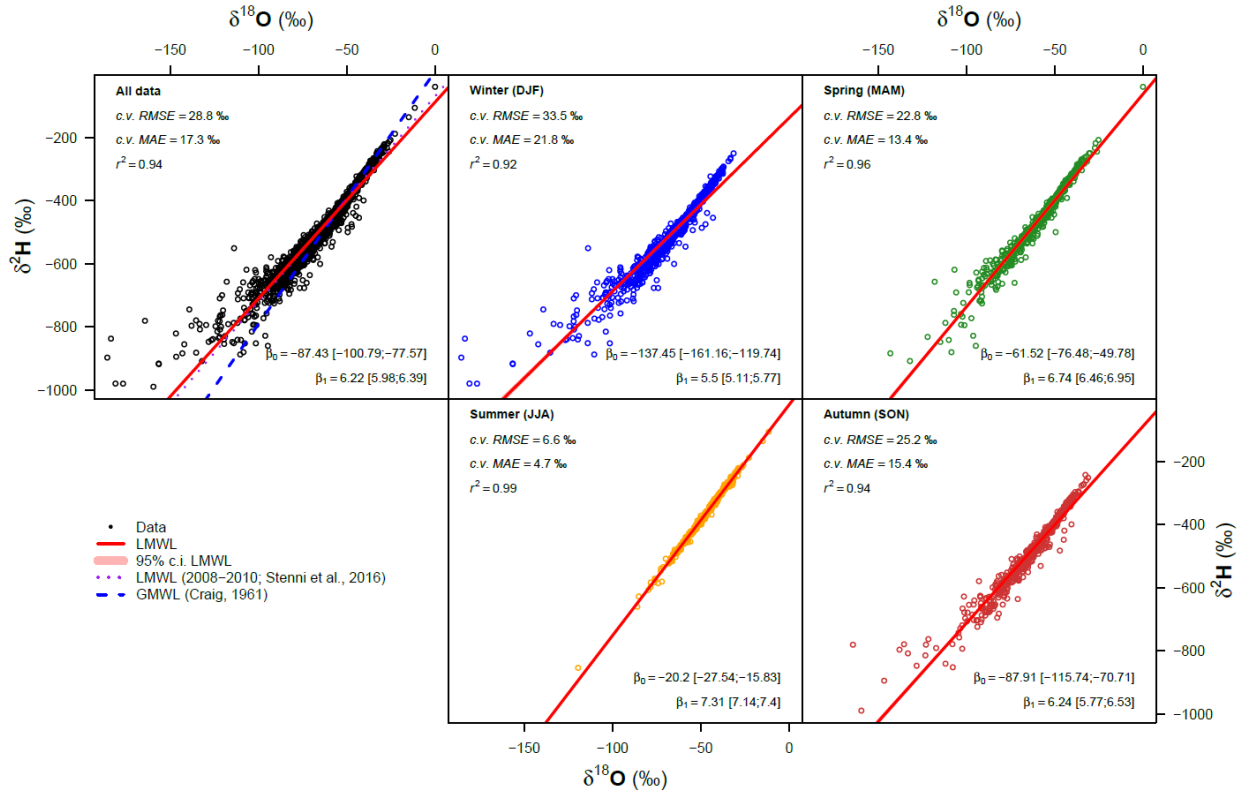 δ¹⁸O (‰)
δ¹⁸O (‰)
−150 −100 −50 0
−150 −100 −50 0
All data
c.v. RMSE = 28.8 ‰
c.v. MAE = 17.3 ‰
r² = 0.94
β₀ = −87.43 [−100.79;−77.57]
β₁ = 6.22 [5.98;6.39]
Winter (DJF)
c.v. RMSE = 33.5 ‰
c.v. MAE = 21.8 ‰
r² = 0.92
β₀ = −137.45 [−161.16;−119.74]
β₁ = 5.5 [5.11;5.77]
Spring (MAM)
c.v. RMSE = 22.8 ‰
c.v. MAE = 13.4 ‰
r² = 0.96
β₀ = −61.52 [−76.48;−49.78]
β₁ = 6.74 [6.46;6.95]
δ²H (‰)
−200
−400
−600
−800
−1000
Summer (JJA)
c.v. RMSE = 6.6 ‰
c.v. MAE = 4.7 ‰
r² = 0.99
β₀ = −20.2 [−27.54;−15.83]
β₁ = 7.31 [7.14;7.4]
Autumn (SON)
c.v. RMSE = 25.2 ‰
c.v. MAE = 15.4 ‰
r² = 0.94
β₀ = −87.91 [−115.74;−70.71]
β₁ = 6.24 [5.77;6.53]
−200
−400
−600
−800
−1000
δ²H (‰)
Data
LMWL
95% c.i. LMWL
LMWL (2008−2010; Stenni et al., 2016)
GMWL (Craig, 1961)
−150 −100 −50 0
δ¹⁸O (‰)